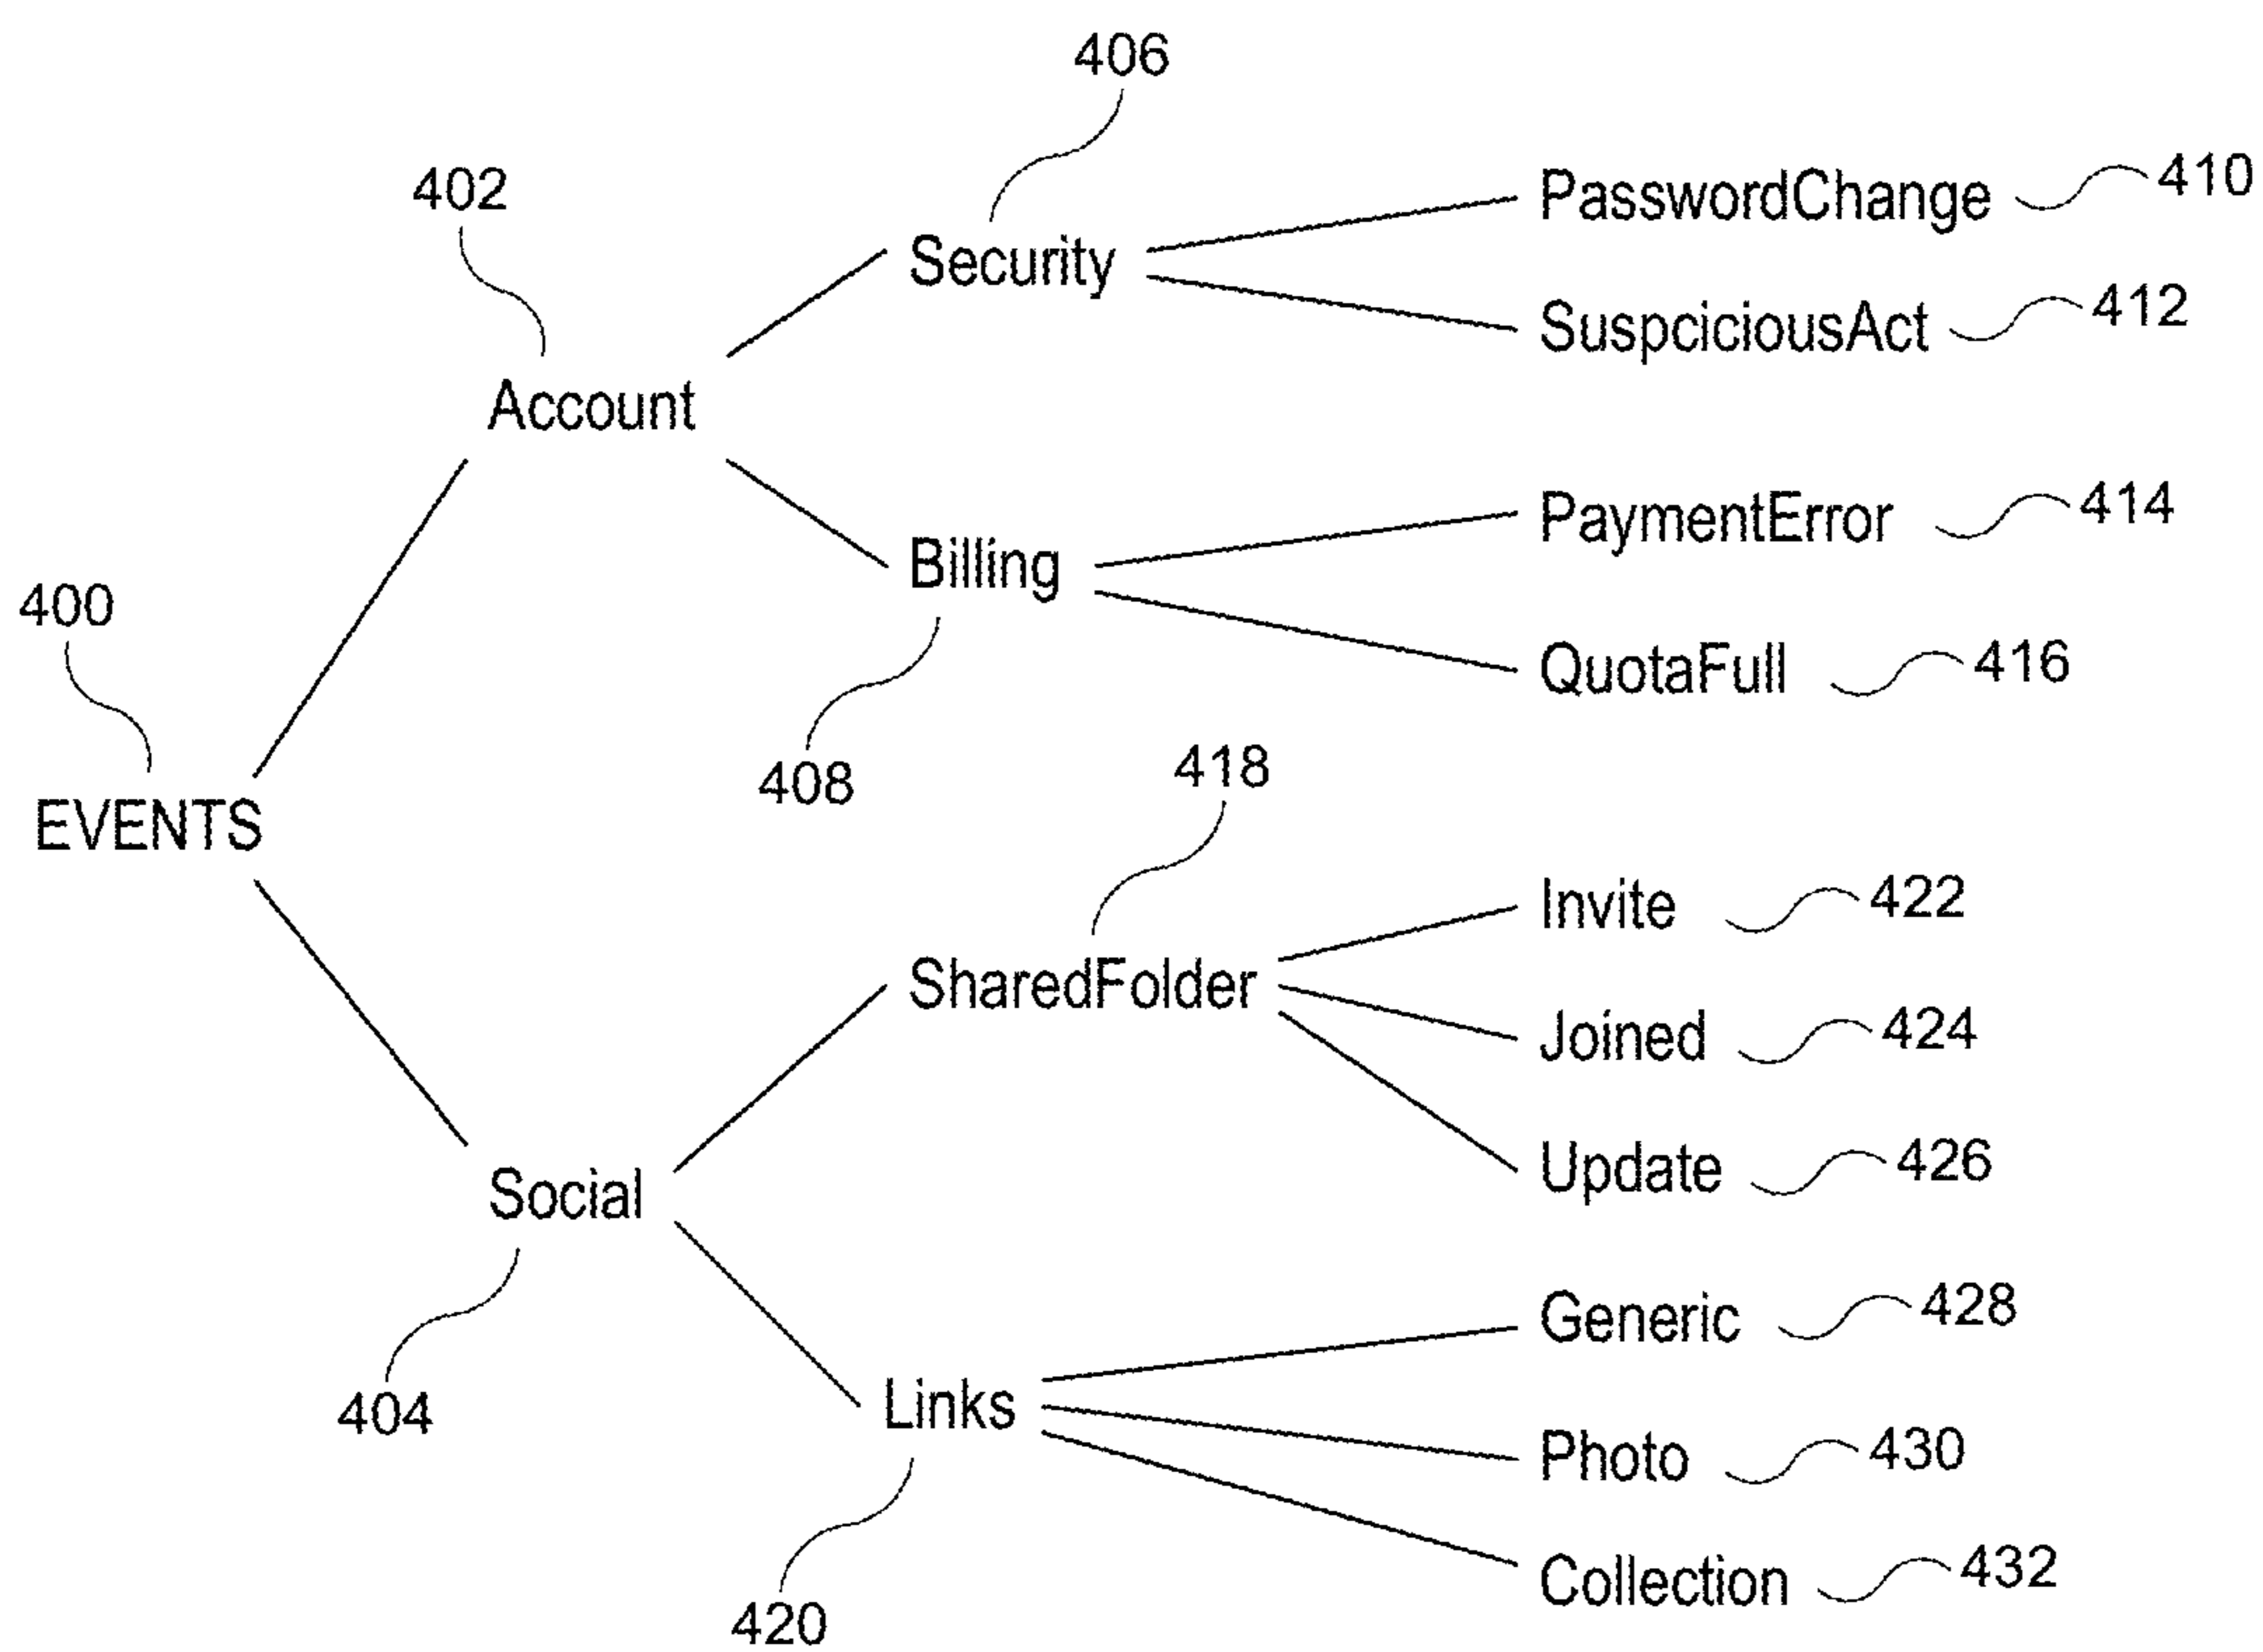 406
402
PasswordChange 410
Security
SuspciciousAct 412
Account
PaymentError 414
Billing
400
QuotaFull 416
408
418
EVENTS
Invite 422
SharedFolder
Joined 424
Update 426
Social
Generic 428
404
Links
Photo 430
Collection 432
420